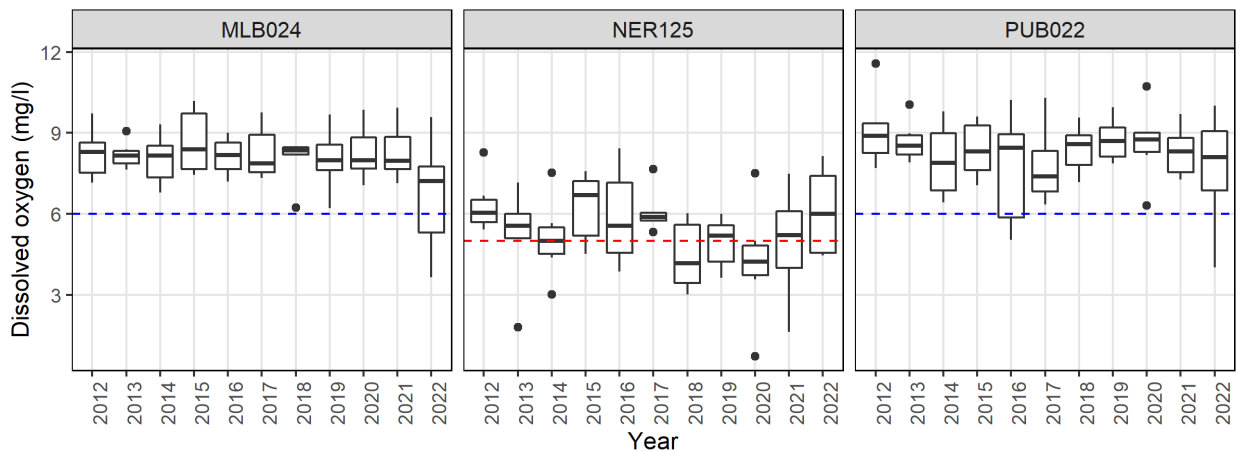 MLB024 NER125 PUB022
Dissolved oxygen (mg/l)
12
9
6
3
2012 2013 2014 2015 2016 2017 2018 2019 2020 2021 2022 2012 2013 2014 2015 2016 2017 2018 2019 2020 2021 2022 2012 2013 2014 2015 2016 2017 2018 2019 2020 2021 2022
Year